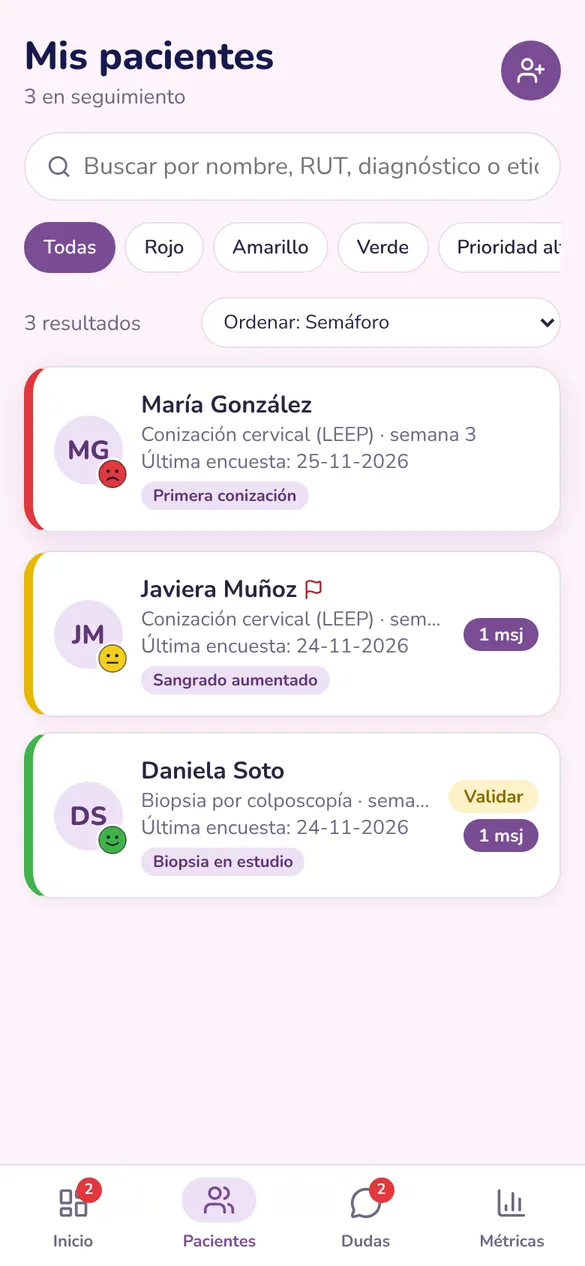 Mis pacientes
3 en seguimiento
Buscar por nombre, RUT, diagnóstico o etic
Todas
Rojo
Amarillo
Verde
Prioridad al
3 resultados
Ordenar: Semáforo
María González
MG
Conización cervical (LEEP) · semana 3
Última encuesta: 25-11-2026
Primera conización
Javiera Muñoz
JM
Conización cervical (LEEP) · sem...
Última encuesta: 24-11-2026
1 msj
Sangrado aumentado
Daniela Soto
DS
Biopsia por colposcopía · sema...
Validar
Última encuesta: 24-11-2026
1 msj
Biopsia en estudio
2
2
Inicio
Pacientes
Dudas
Métricas